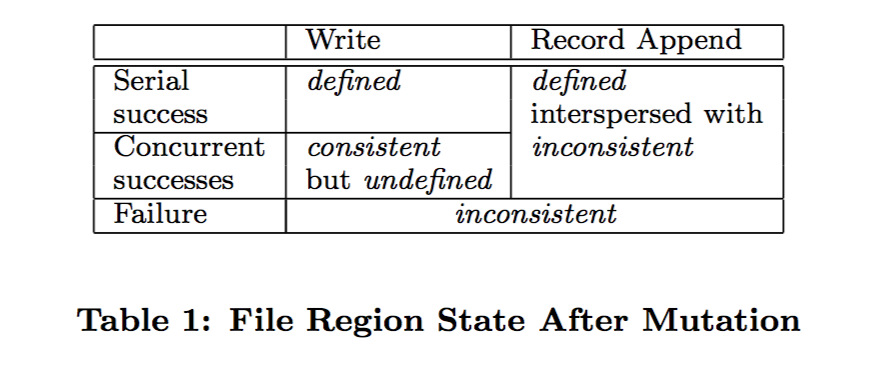 Write Record Append
Serial defined defined
success interspersed with
Concurrent consistent inconsistent
successes but undefined
Failure inconsistent
Table 1: File Region State After Mutation